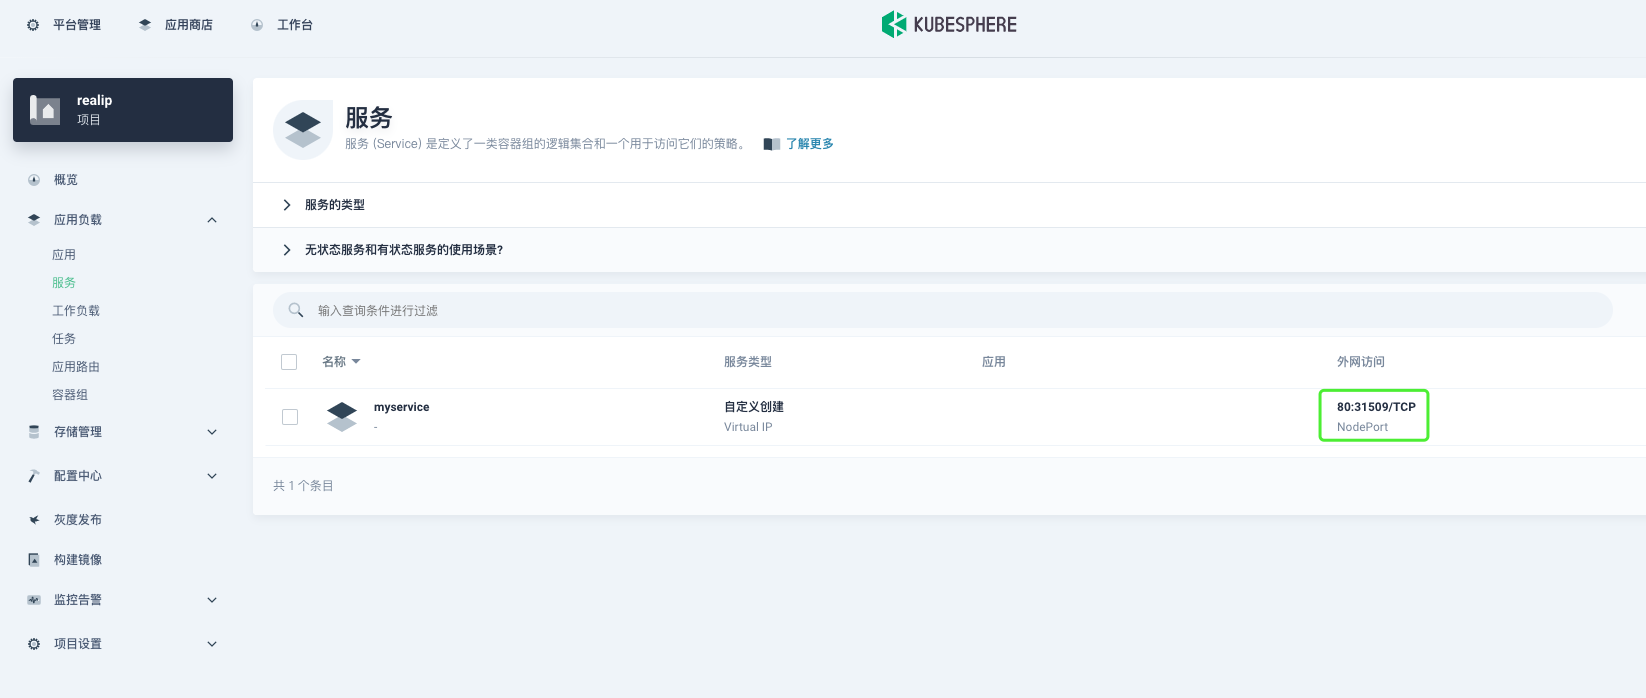 平台管理
应用商店
工作台
KUBESPHERE
realip
项目
概览
应用负载
应用
服务
工作负载
任务
应用路由
容器组
存储管理
配置中心
灰度发布
构建镜像
监控告警
项目设置
服务
服务 (Service) 是定义了一类容器组的逻辑集合和一个用于访问它们的策略。 了解更多
服务的类型
无状态服务和有状态服务的使用场景?
输入查询条件进行过滤
名称 服务类型 应用 外网访问
myservice 自定义创建 80:31509/TCP
- Virtual IP NodePort
共 1 个条目